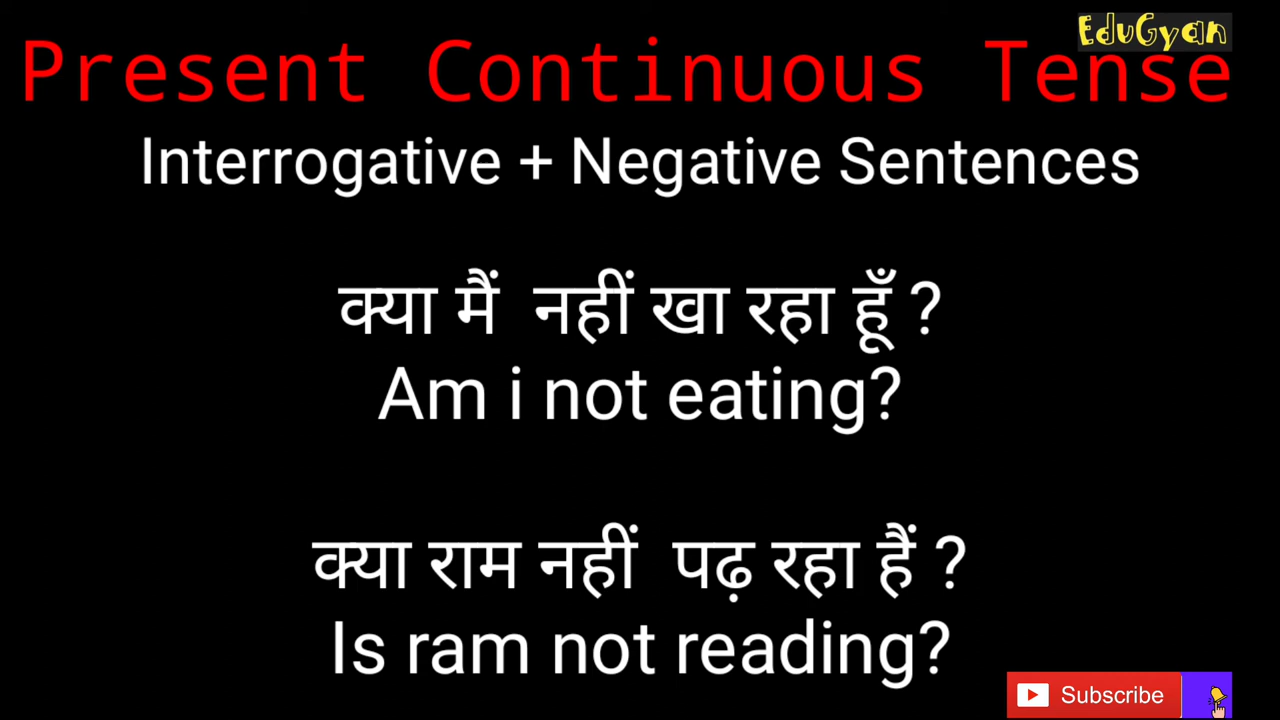 EduGyan
Present Continuous Tense
Interrogative + Negative Sentences
क्या मैं नहीं खा रहा हूँ ?
Am i not eating?
क्या राम नहीं पढ़ रहा हैं ?
Is ram not reading?
Subscribe